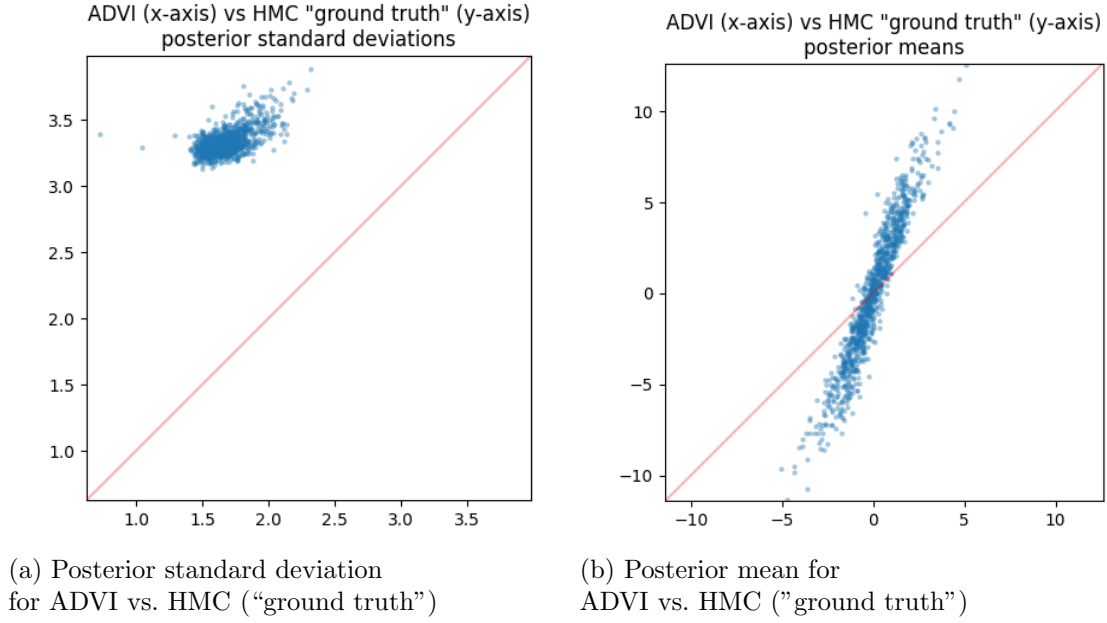 ADVI (x-axis) vs HMC "ground truth" (y-axis)
posterior standard deviations
3.5
3.0
2.5
2.0
1.5
1.0
1.0 1.5 2.0 2.5 3.0 3.5
(a) Posterior standard deviation
for ADVI vs. HMC (“ground truth”)
ADVI (x-axis) vs HMC "ground truth" (y-axis)
posterior means
10
5
0
−5
−10
−10 −5 0 5 10
(b) Posterior mean for
ADVI vs. HMC (”ground truth”)